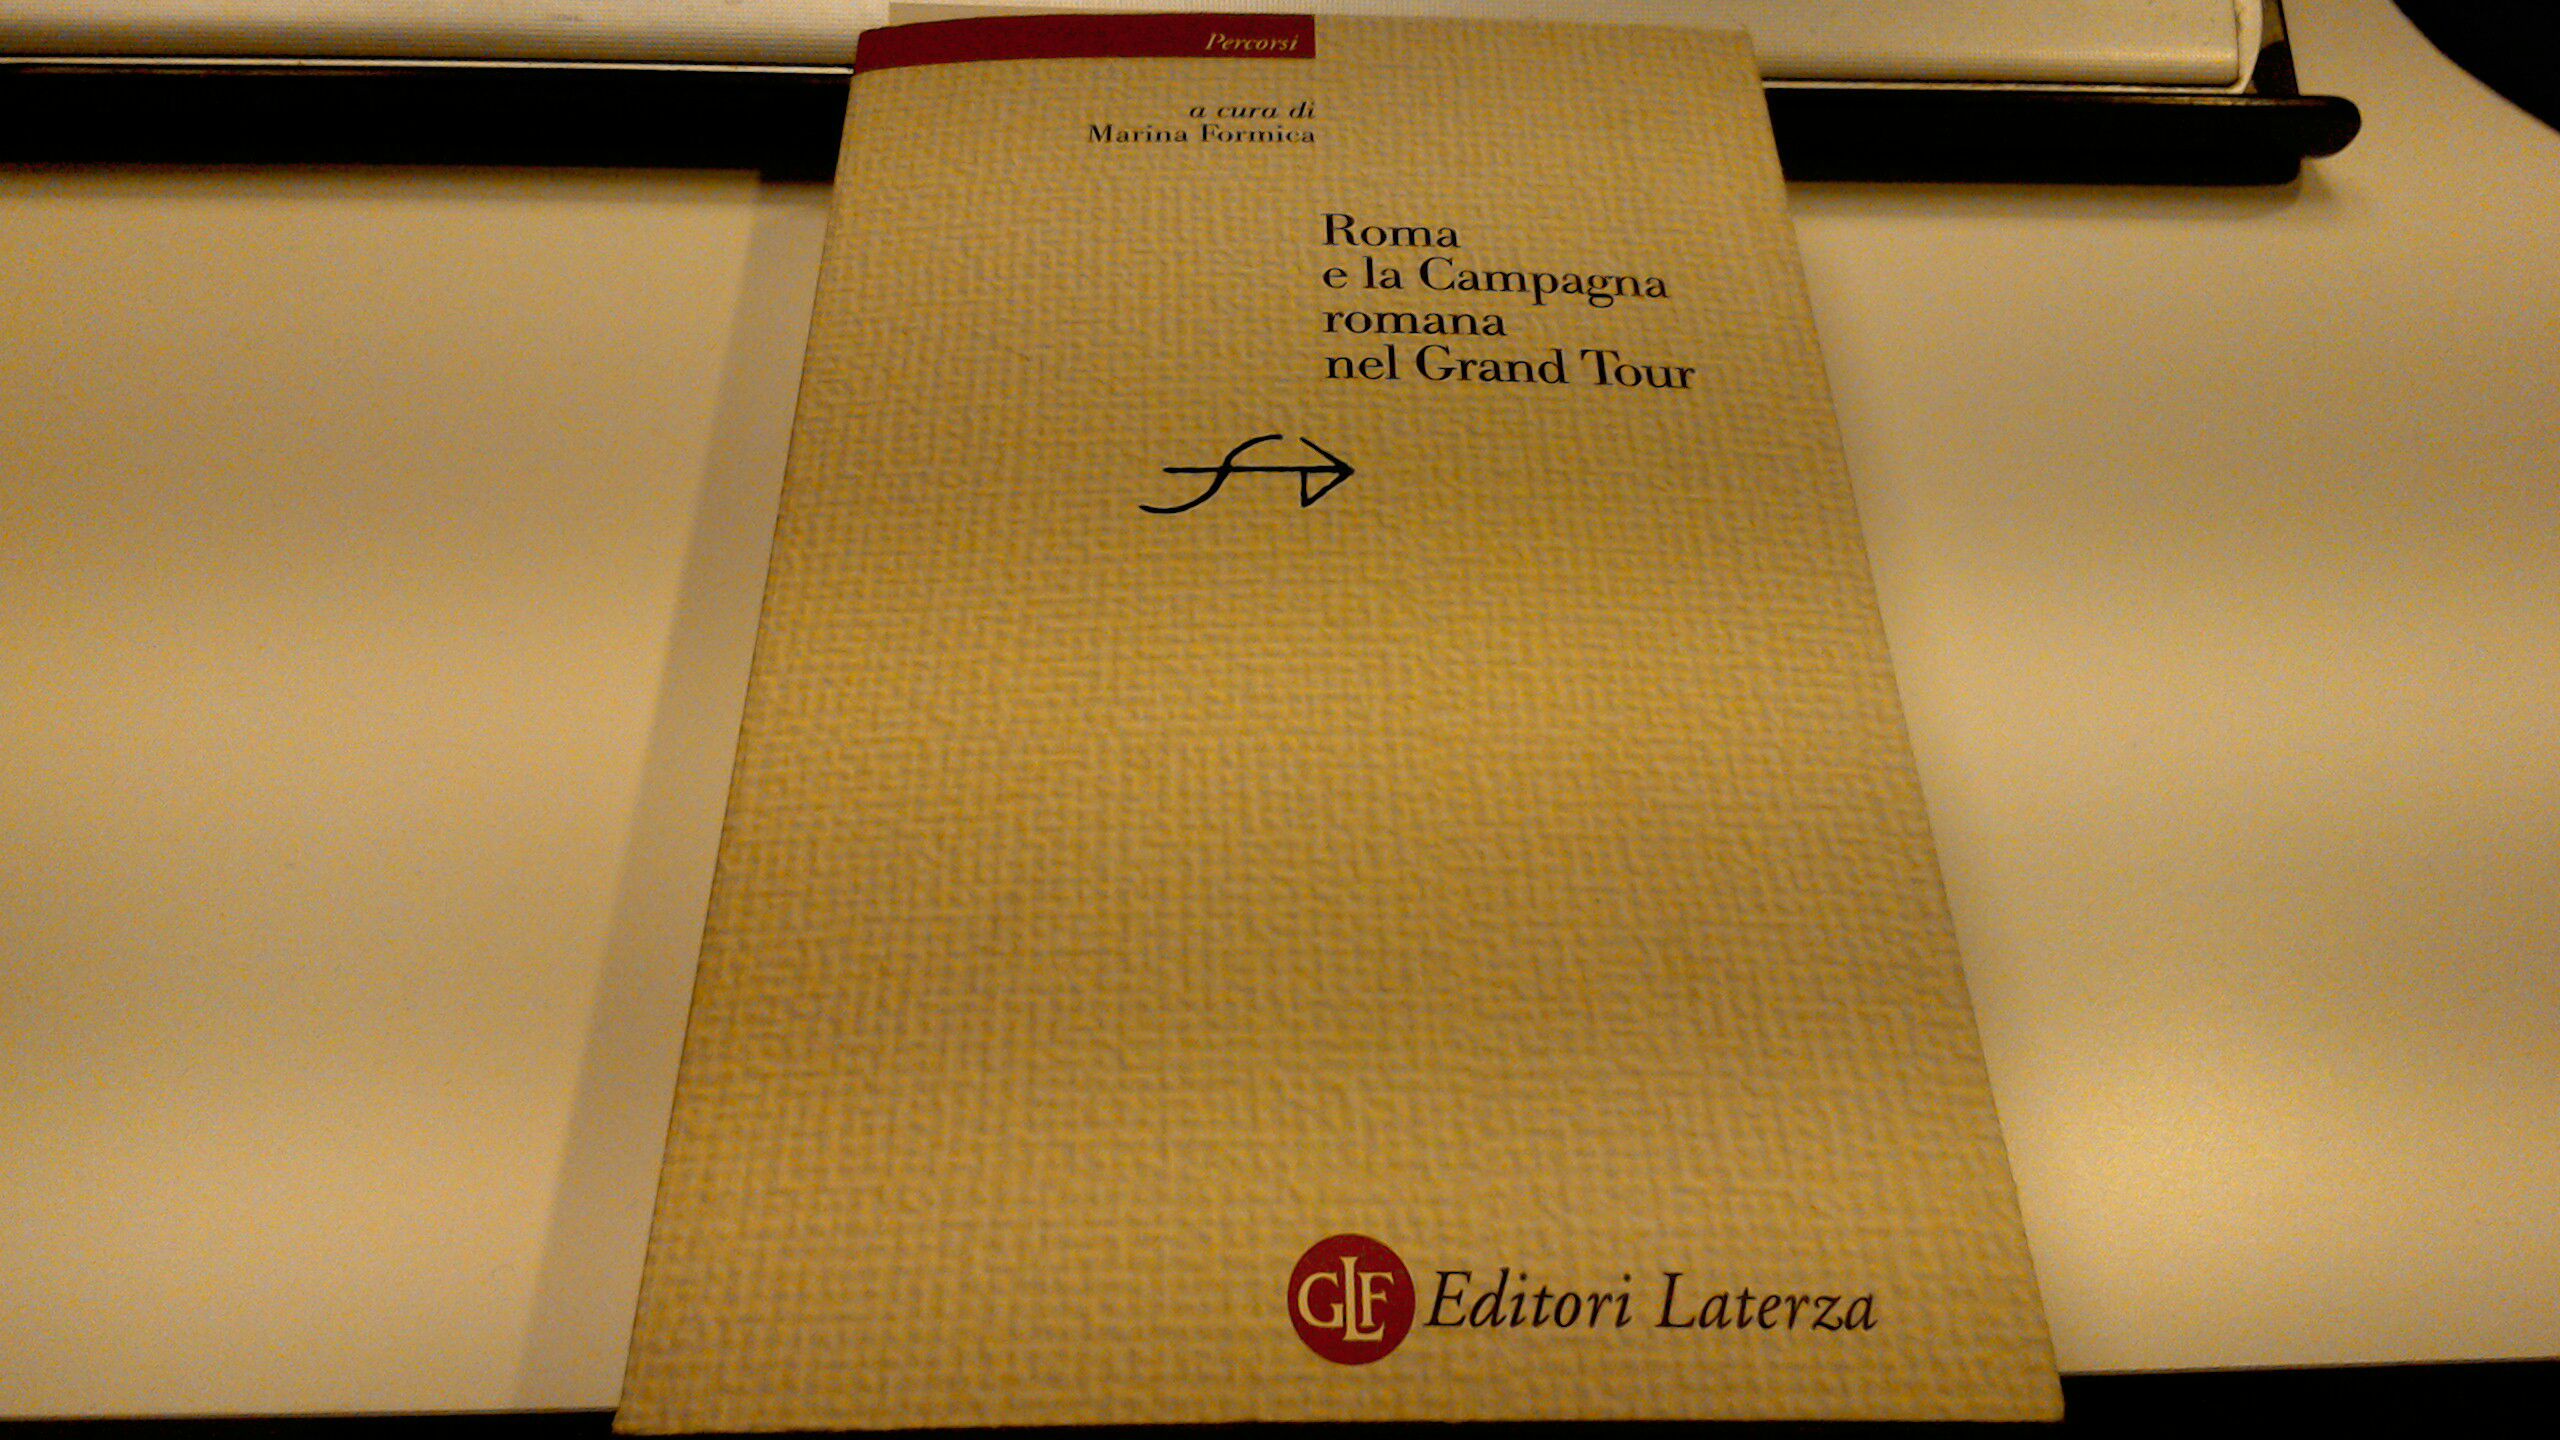 Percorsi
a cura di
Marina Formica
Roma
e la Campagna
romana
nel Grand Tour
GLF Editori Laterza